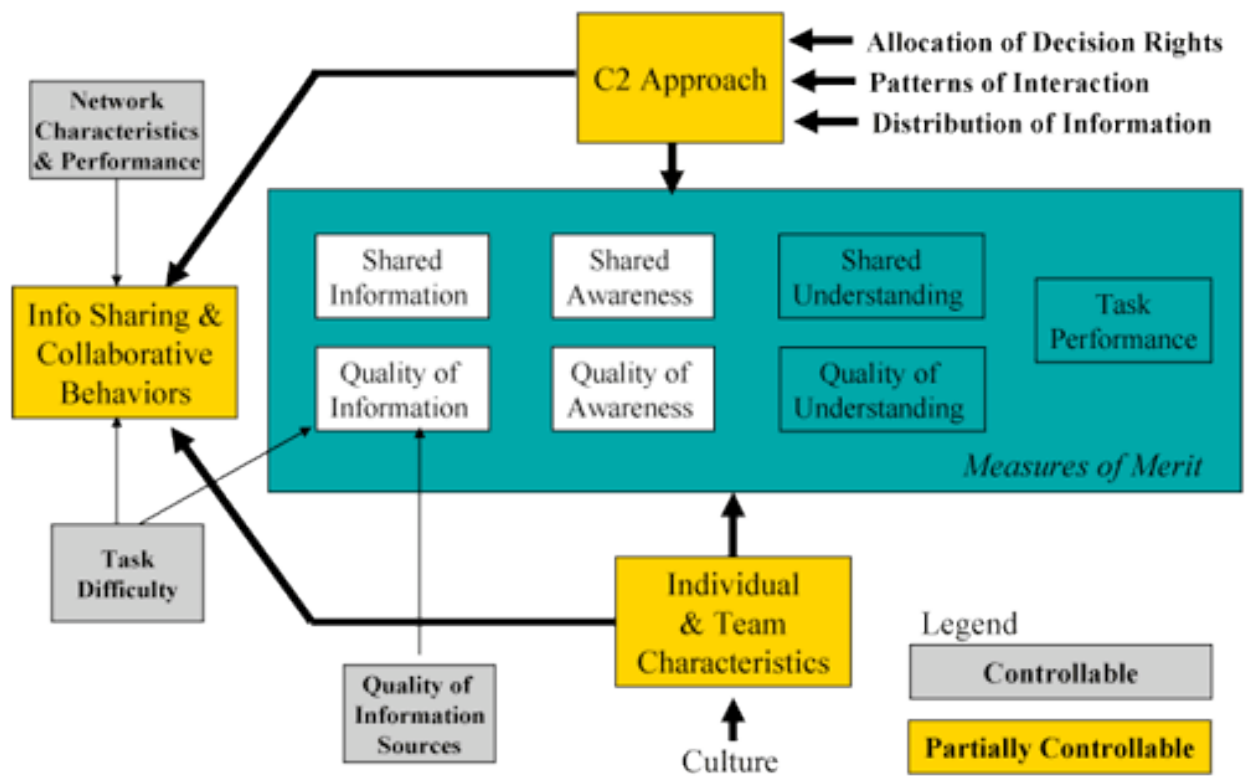 C2 Approach
Allocation of Decision Rights
Patterns of Interaction
Distribution of Information
Network
Characteristics
& Performance
Info Sharing &
Collaborative
Behaviors
Shared
Information
Shared
Awareness
Shared
Understanding
Task
Performance
Quality of
Information
Quality of
Awareness
Quality of
Understanding
Measures of Merit
Task
Difficulty
Quality of
Information
Sources
Individual
& Team
Characteristics
Culture
Legend
Controllable
Partially Controllable